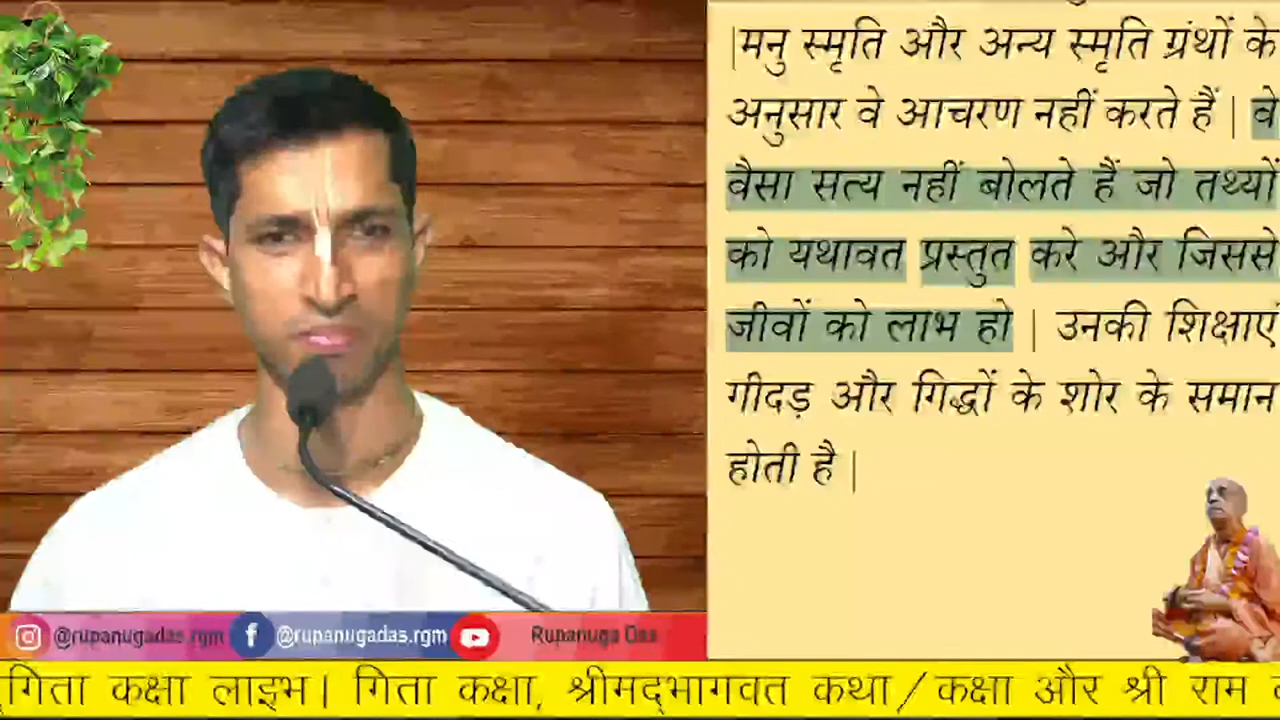 |मनु स्मृति और अन्य स्मृति ग्रंथों के
अनुसार वे आचरण नहीं करते हैं | वे
वैसा सत्य नहीं बोलते हैं जो तथ्यों
को यथावत प्रस्तुत करे और जिससे
जीवों को लाभ हो | उनकी शिक्षाएं
गीदड़ और गिद्धों के शोर के समान
होती है |
@rupanugadas.rgm @rupanugadas.rgm Rupanuga Das
गिता कक्षा लाइभ। गिता कक्षा, श्रीमद्भागवत कथा/कक्षा और श्री राम